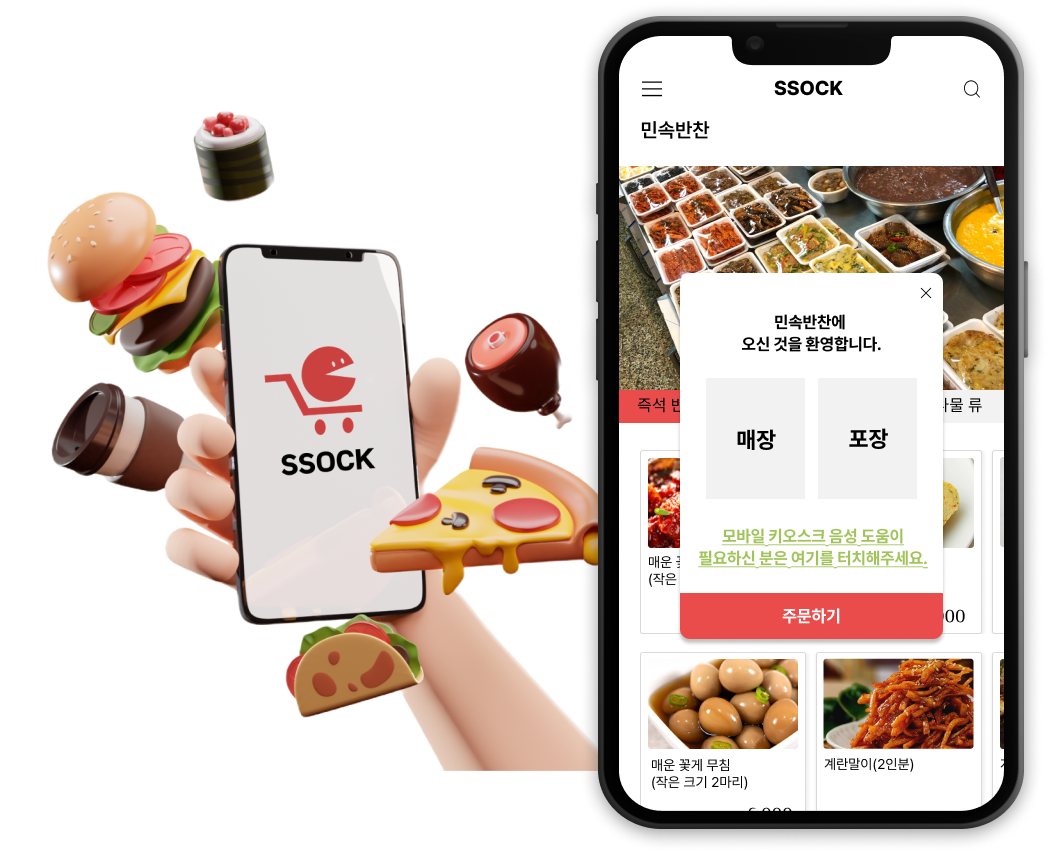 SSOCK
SSOCK
민속반찬
민속반찬에
오신 것을 환영합니다.
즉석
물 류
매장
포장
모바일 키오스크 음성 도움이
필요하신 분은 여기를 터치해주세요.
매운
(작은
주문하기
매운 꽃게 무침
(작은 크기 2마리)
계란말이(2인분)